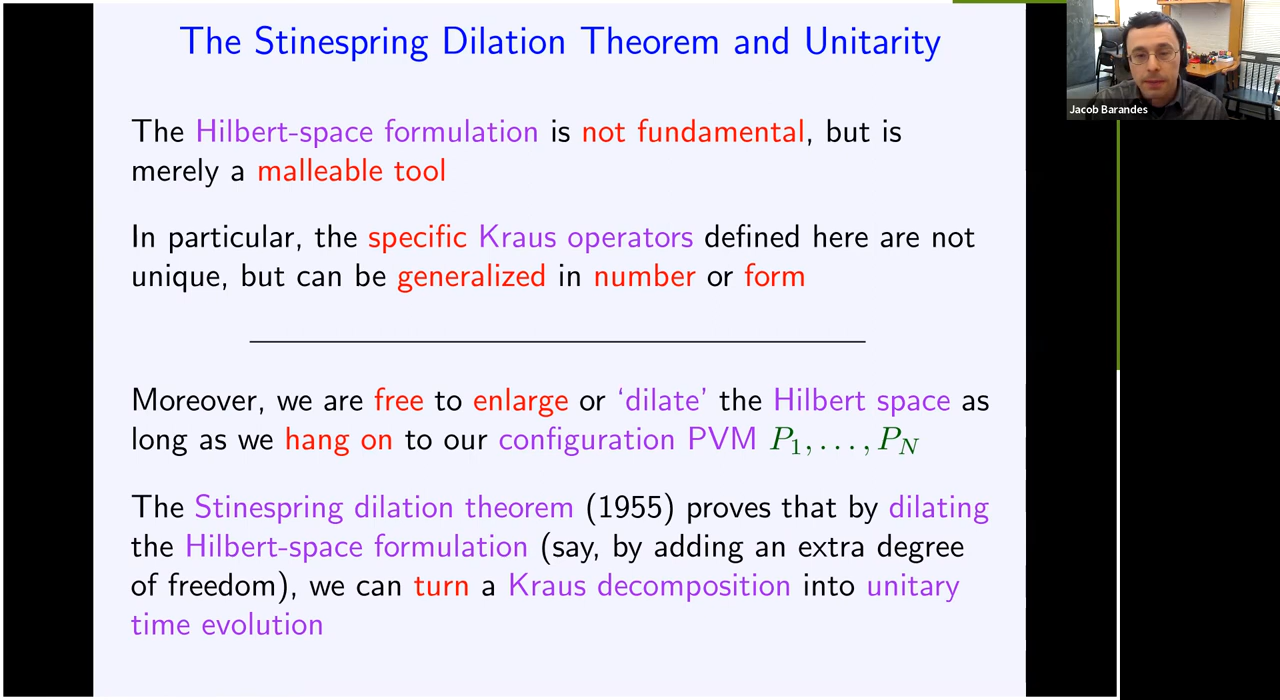 The Stinespring Dilation Theorem and Unitarity
Jacob Barandes
The Hilbert-space formulation is not fundamental, but is
merely a malleable tool
In particular, the specific Kraus operators defined here are not
unique, but can be generalized in number or form
Moreover, we are free to enlarge or ‘dilate’ the Hilbert space as
long as we hang on to our configuration PVM P₁, . . . , P_N
The Stinespring dilation theorem (1955) proves that by dilating
the Hilbert-space formulation (say, by adding an extra degree
of freedom), we can turn a Kraus decomposition into unitary
time evolution